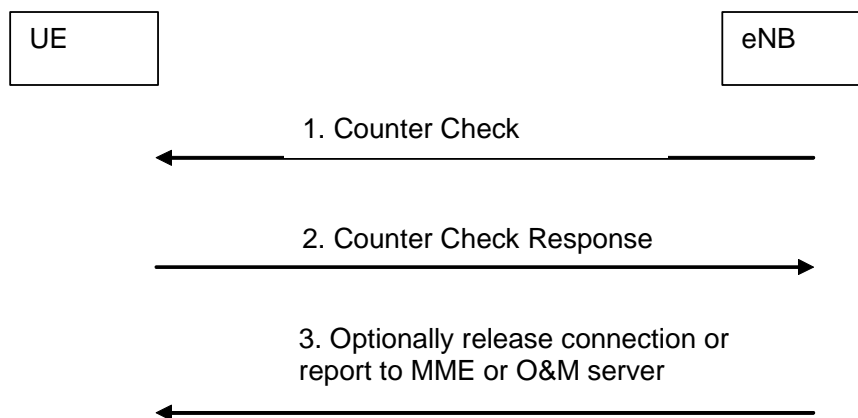 UE
eNB
1. Counter Check
2. Counter Check Response
3. Optionally release connection or
report to MME or O&M server